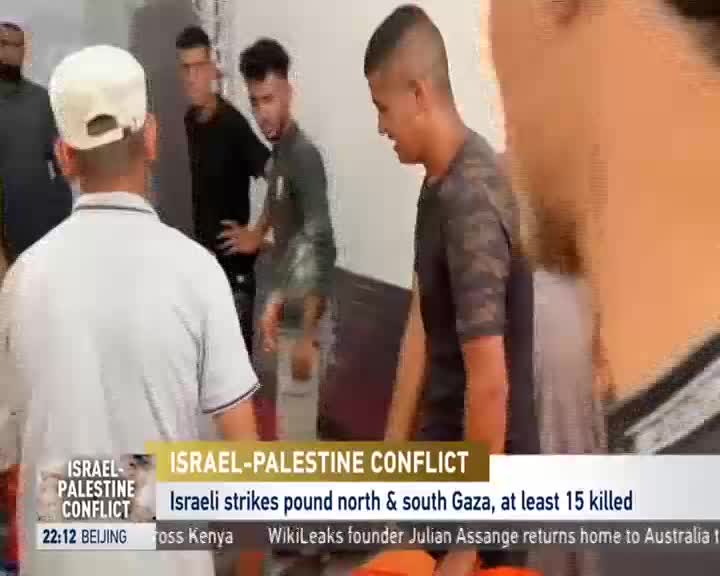 ISRAEL-PALESTINE CONFLICT
ISRAEL-
PALESTINE
CONFLICT
Israeli strikes pound north & south Gaza, at least 15 killed
22:12 BEIJING
ross Kenya WikiLeaks founder Julian Assange returns home to Australia t